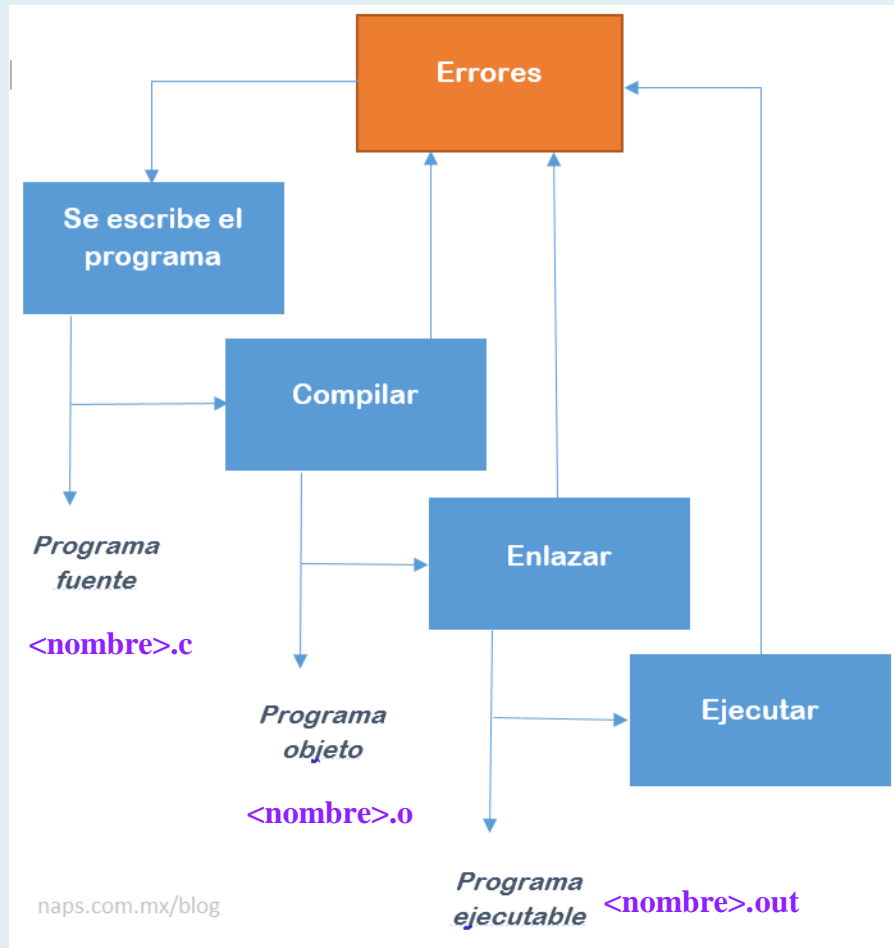 Errores
Se escribe el
programa
Compilar
Programa
fuente
Enlazar
<nombre>.c
Programa
objeto
Ejecutar
<nombre>.o
Programa
ejecutable
<nombre>.out
naps.com.mx/blog